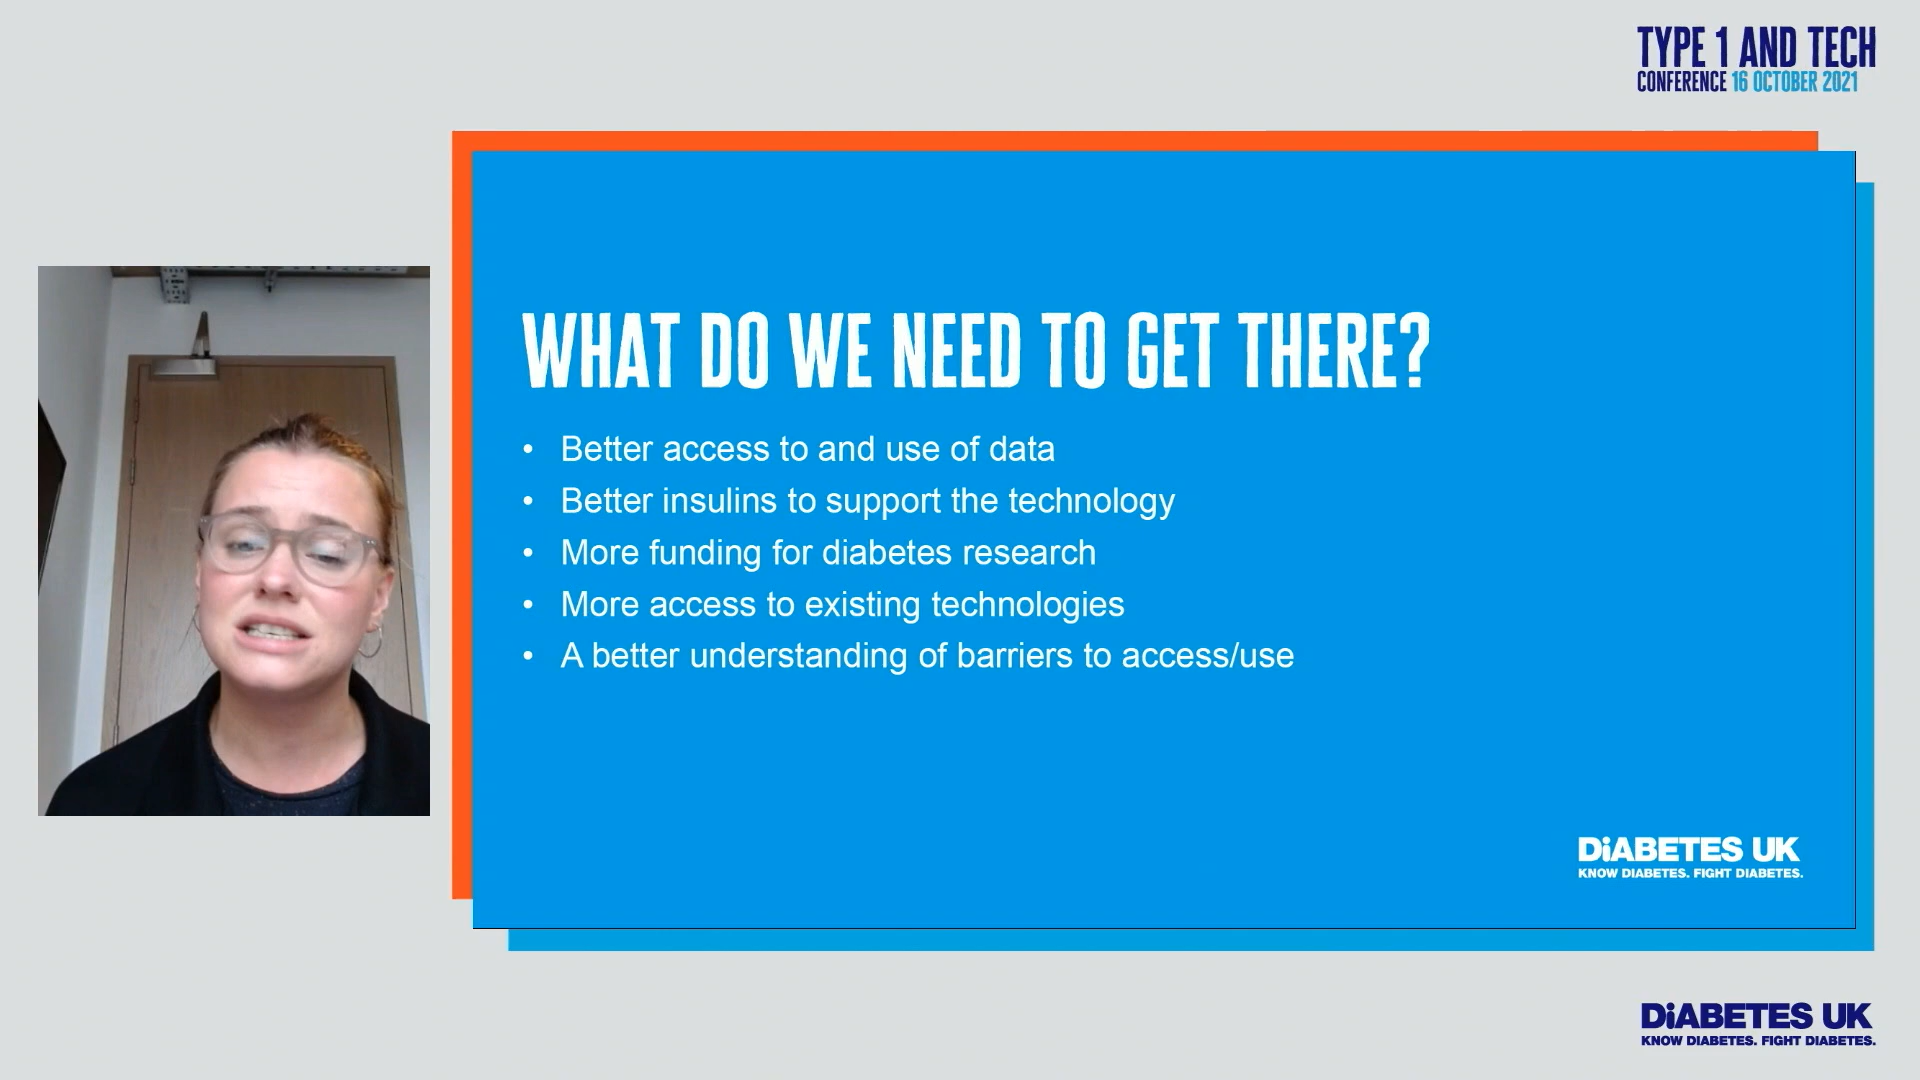 TYPE 1 AND TECH
CONFERENCE 16 OCTOBER 2021
WHAT DO WE NEED TO GET THERE?
• Better access to and use of data
• Better insulins to support the technology
• More funding for diabetes research
• More access to existing technologies
• A better understanding of barriers to access/use
DiABETES UK
KNOW DIABETES. FIGHT DIABETES.
DiABETES UK
KNOW DIABETES. FIGHT DIABETES.